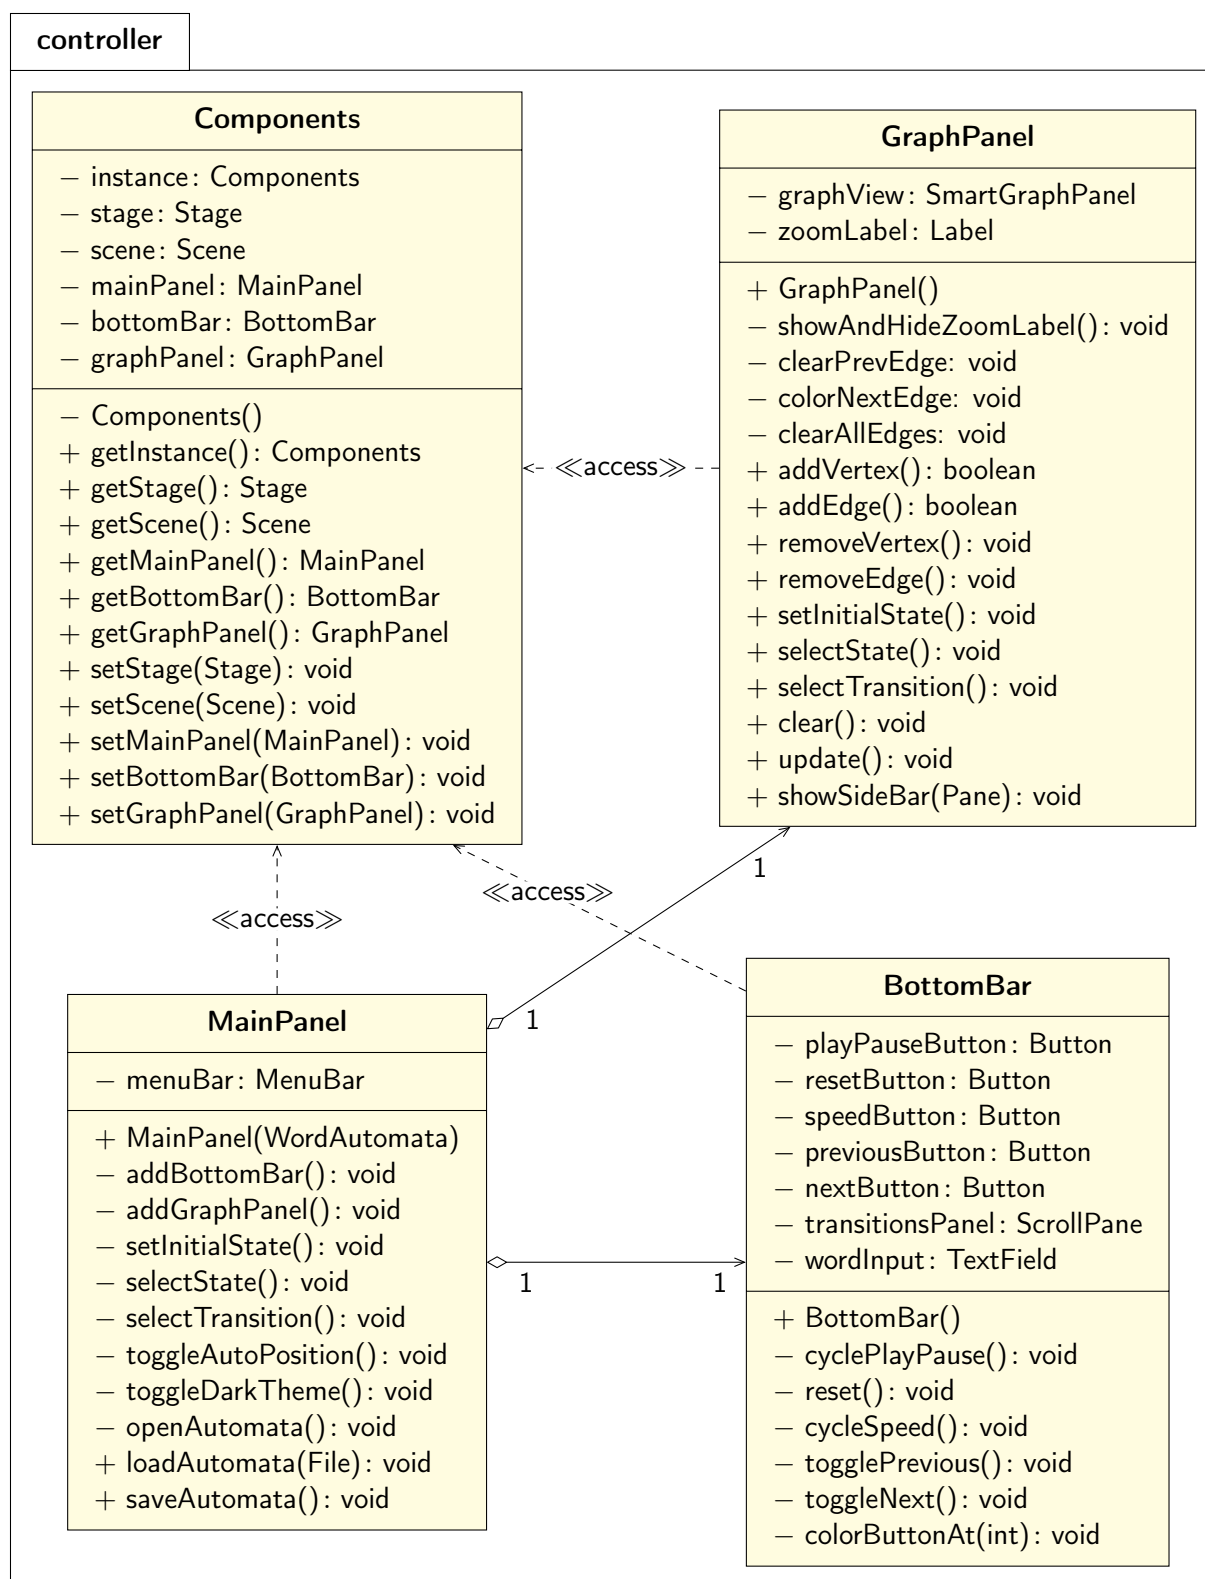 controller
Components
− instance: Components
− stage: Stage
− scene: Scene
− mainPanel: MainPanel
− bottomBar: BottomBar
− graphPanel: GraphPanel
− Components()
+ getInstance(): Components
+ getStage(): Stage
+ getScene(): Scene
+ getMainPanel(): MainPanel
+ getBottomBar(): BottomBar
+ getGraphPanel(): GraphPanel
+ setStage(Stage): void
+ setScene(Scene): void
+ setMainPanel(MainPanel): void
+ setBottomBar(BottomBar): void
+ setGraphPanel(GraphPanel): void
GraphPanel
− graphView: SmartGraphPanel
− zoomLabel: Label
+ GraphPanel()
− showAndHideZoomLabel(): void
− clearPrevEdge: void
− colorNextEdge: void
− clearAllEdges: void
+ addVertex(): boolean
+ addEdge(): boolean
+ removeVertex(): void
+ removeEdge(): void
+ setInitialState(): void
+ selectState(): void
+ selectTransition(): void
+ clear(): void
+ update(): void
+ showSideBar(Pane): void
≪access≫
≪access≫
≪access≫
1
1
1
1
MainPanel
− menuBar: MenuBar
+ MainPanel(WordAutomata)
− addBottomBar(): void
− addGraphPanel(): void
− setInitialState(): void
− selectState(): void
− selectTransition(): void
− toggleAutoPosition(): void
− toggleDarkTheme(): void
− openAutomata(): void
+ loadAutomata(File): void
+ saveAutomata(): void
BottomBar
− playPauseButton: Button
− resetButton: Button
− speedButton: Button
− previousButton: Button
− nextButton: Button
− transitionsPanel: ScrollPane
− wordInput: TextField
+ BottomBar()
− cyclePlayPause(): void
− reset(): void
− cycleSpeed(): void
− togglePrevious(): void
− toggleNext(): void
− colorButtonAt(int): void